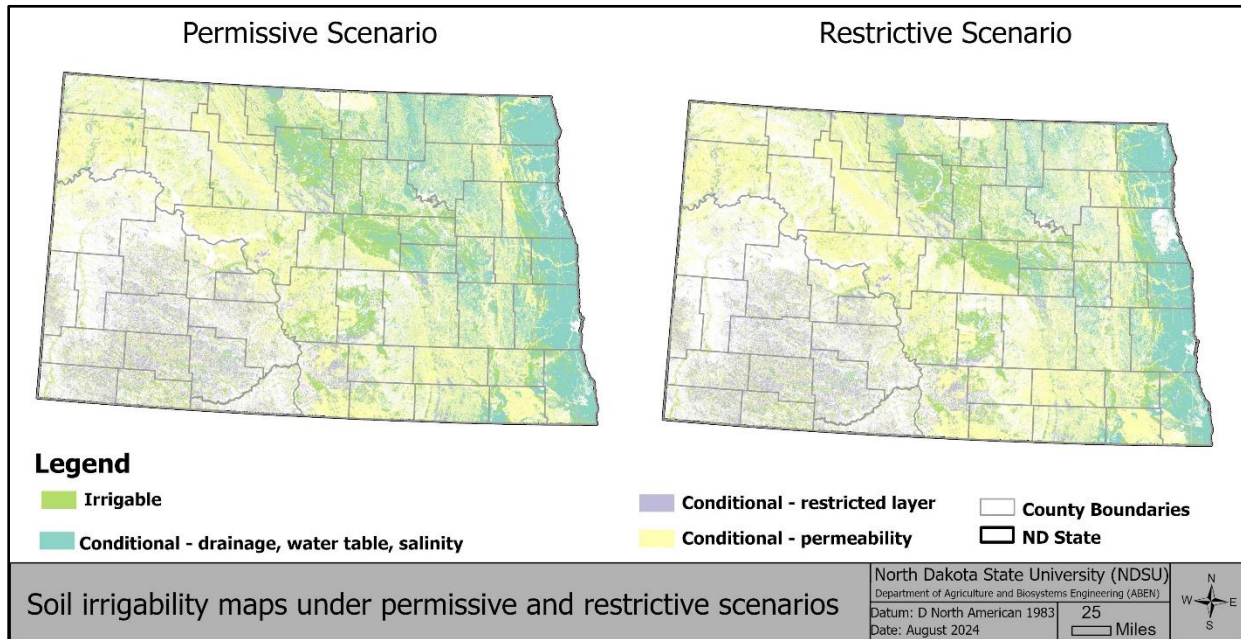 Permissive Scenario
Restrictive Scenario
Legend
Irrigable
Conditional - drainage, water table, salinity
Conditional - restricted layer
Conditional - permeability
County Boundaries
ND State
Soil irrigability maps under permissive and restrictive scenarios
North Dakota State University (NDSU)
Department of Agriculture and Biosystems Engineering (ABEN)
Datum: D North American 1983
Date: August 2024
25
Miles
N
W
E
S